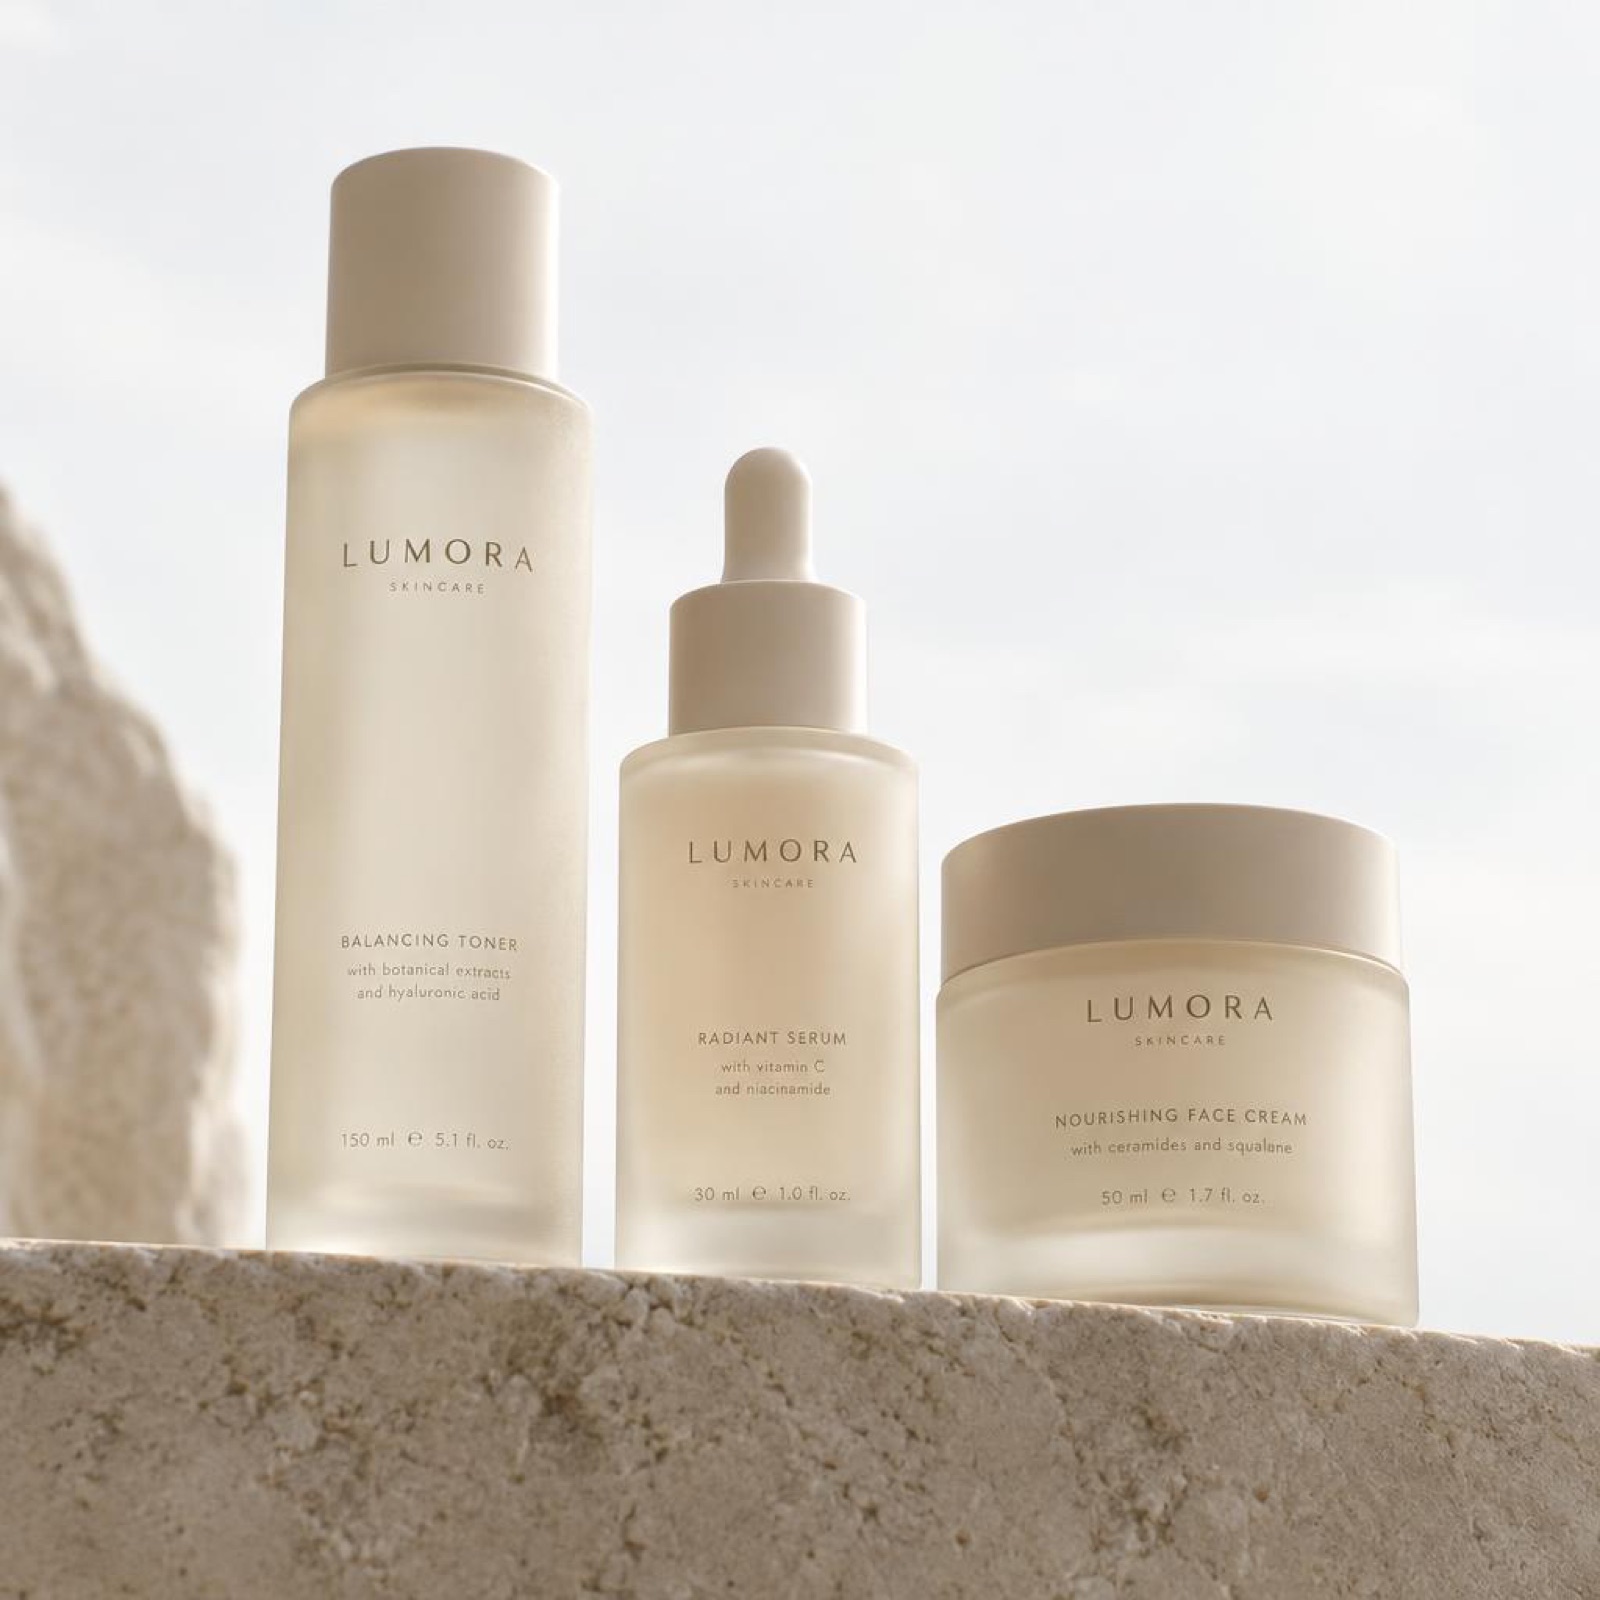 LUMORA
SKINCARE
BALANCING TONER
with botanical extracts
and hyaluronic acid
150 ml ℮ 5.1 fl. oz.
LUMORA
SKINCARE
RADIANT SERUM
with vitamin C
and niacinamide
30 ml ℮ 1.0 fl. oz.
LUMORA
SKINCARE
NOURISHING FACE CREAM
with ceramides and squalane
50 ml ℮ 1.7 fl. oz.